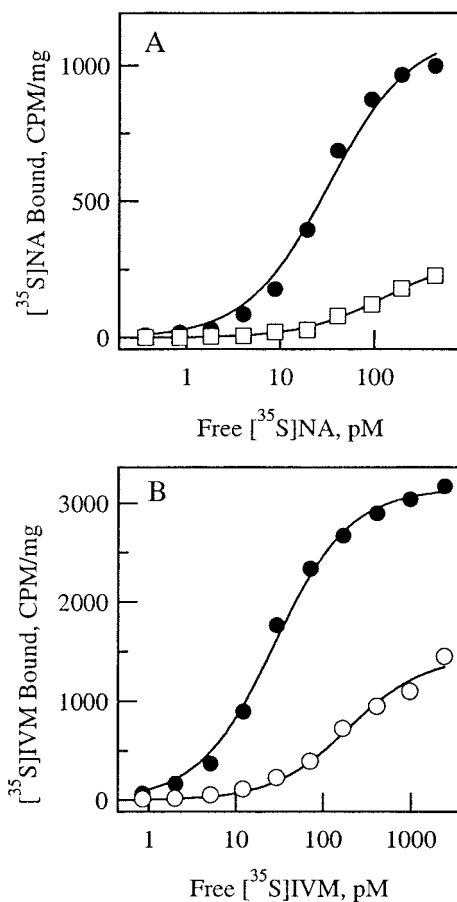 A
1000
500
0
[³⁵S]NA Bound, CPM/mg
1
10
100
Free [³⁵S]NA, pM
B
3000
2000
1000
0
[³⁵S]IVM Bound, CPM/mg
1
10
100
1000
Free [³⁵S]IVM, pM